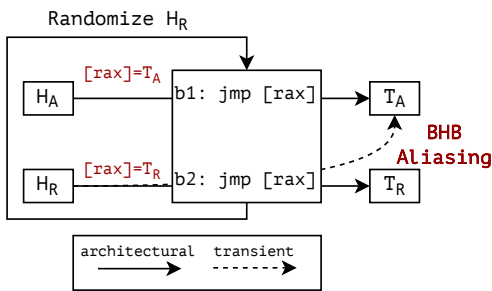 Randomize H_R
[rax]=T_A
H_A
b1: jmp [rax]
T_A
BHB
Aliasing
[rax]=T_R
H_R
b2: jmp [rax]
T_R
architectural transient